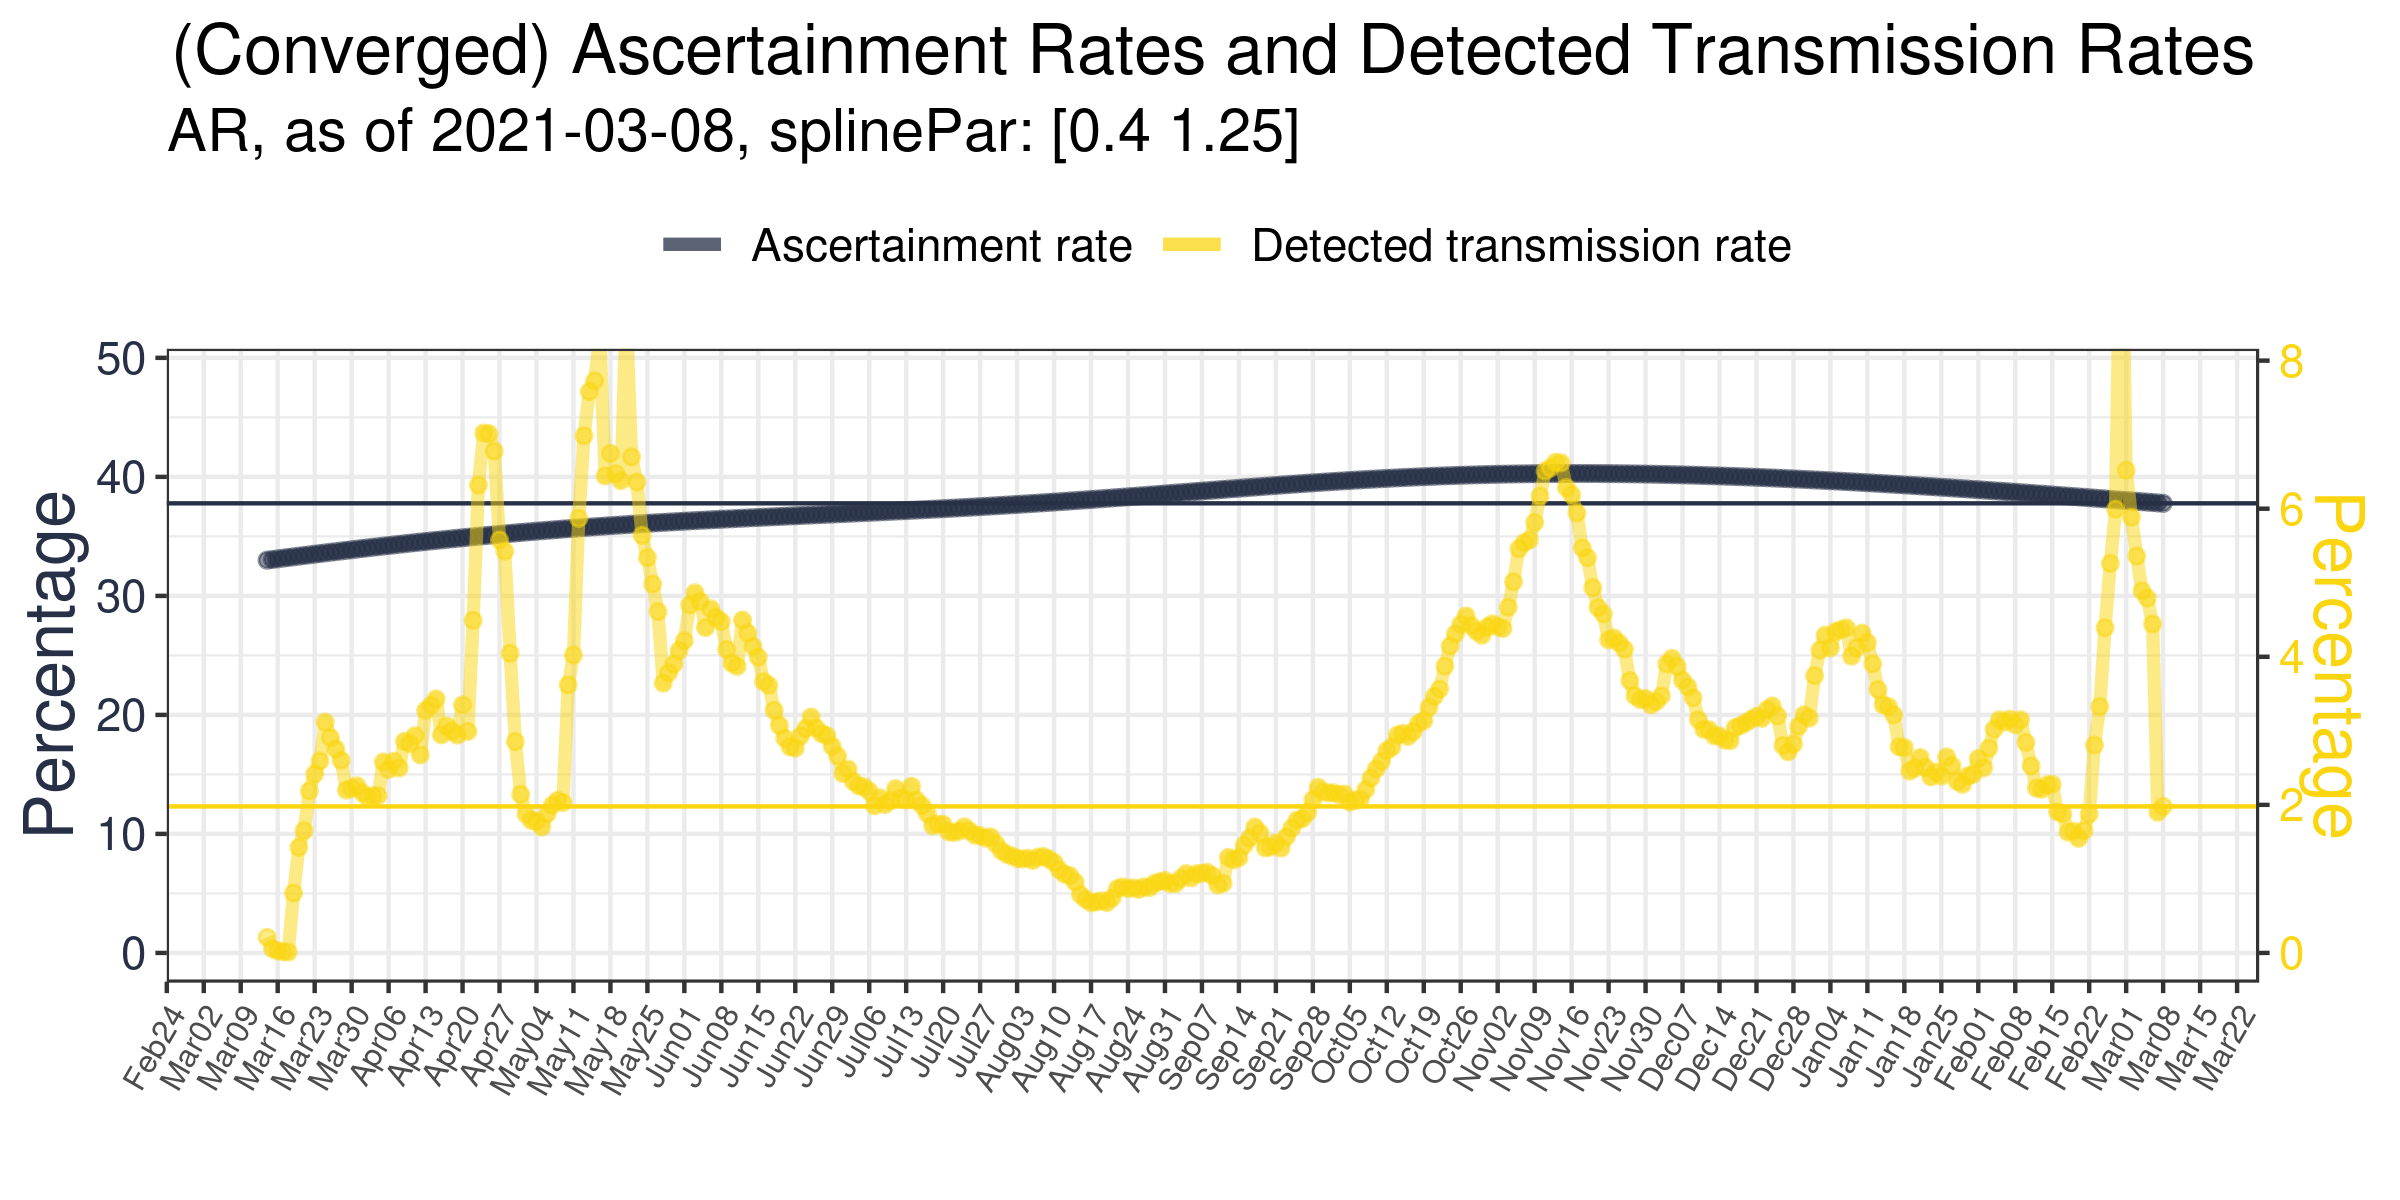 (Converged) Ascertainment Rates and Detected Transmission Rates
AR, as of 2021-03-08, splinePar: [0.4 1.25]
Ascertainment rate
Detected transmission rate
Percentage
50
40
30
20
10
0
8
6
4
2
0
Percentage
Feb24
Mar02
Mar09
Mar16
Mar23
Mar30
Apr06
Apr13
Apr20
Apr27
May04
May11
May18
May25
Jun01
Jun08
Jun15
Jun22
Jun29
Jul06
Jul13
Jul20
Jul27
Aug03
Aug10
Aug17
Aug24
Aug31
Sep07
Sep14
Sep21
Sep28
Oct05
Oct12
Oct19
Oct26
Nov02
Nov09
Nov16
Nov23
Nov30
Dec07
Dec14
Dec21
Dec28
Jan04
Jan11
Jan18
Jan25
Feb01
Feb08
Feb15
Feb22
Mar01
Mar08
Mar15
Mar22